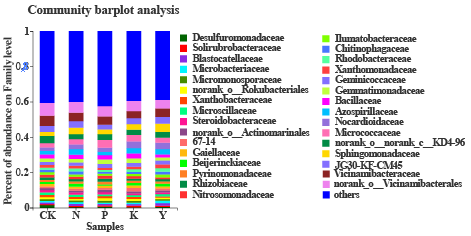 Community barplot analysis
Percent of abundance on Family level
1
0.6
0.4
0.2
0
CK N P K Y
Samples
Desulfuromonadaceae
Solirubrobacteraceae
Blastocatellaceae
Microbacteriaceae
Micromonosporaceae
norank_o__Rokubacteriales
Xanthobacteraceae
Microscillaceae
Steroidobacteraceae
norank_o__Actinomarinales
67-14
Gaiellaceae
Beijerinckiaceae
Pyrinomonadaceae
Rhizobiaceae
Nitrosomonadaceae
Ilumatobacteraceae
Chitinophagaceae
Rhodobacteraceae
Xanthomonadaceae
Geminicoccaceae
Gemmatimonadaceae
Bacillaceae
Azospirillaceae
Nocardioidaceae
Micrococcaceae
norank_o__norank_c__KD4-96
Sphingomonadaceae
JG30-KF-CM45
Vicinamibacteraceae
norank_o__Vicinamibacterales
others